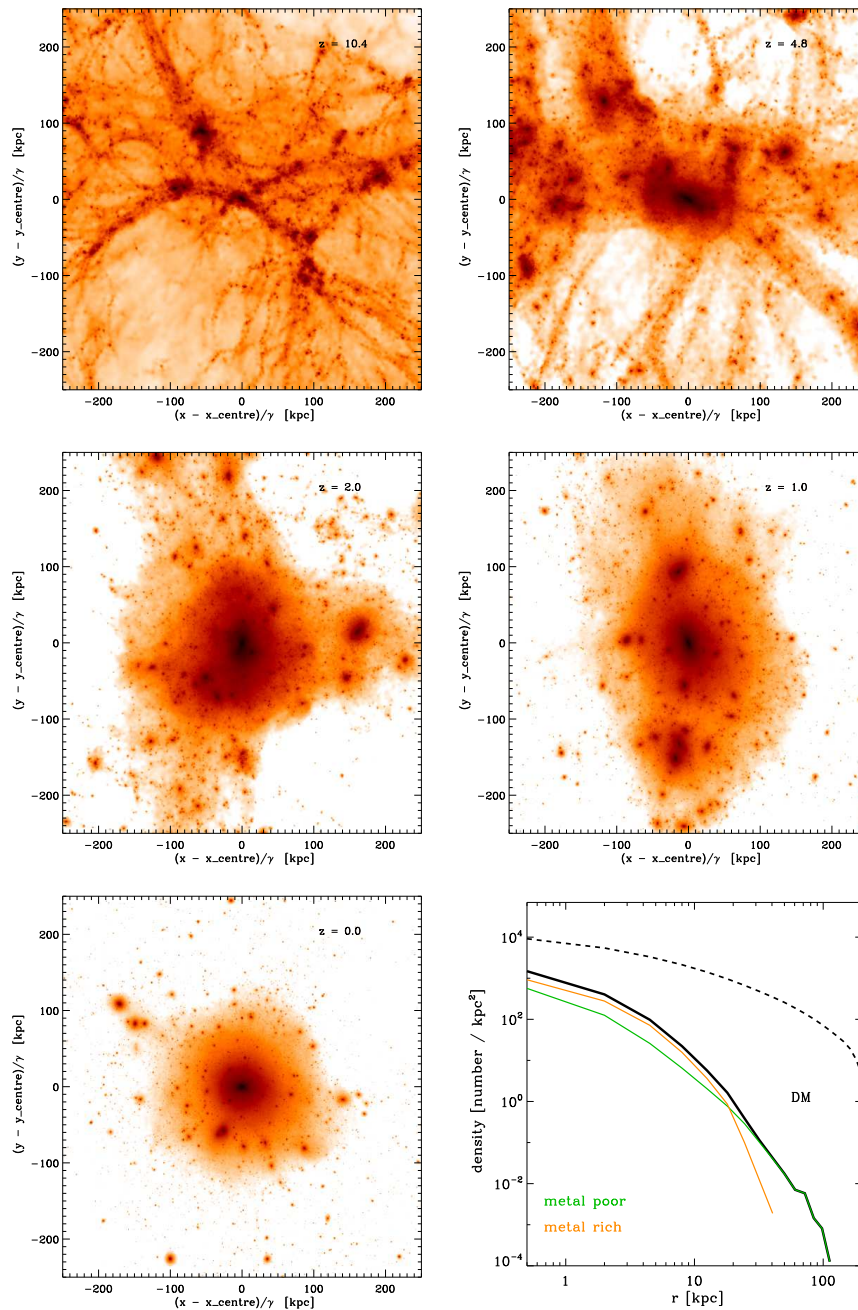 z = 10.4
200
100
0
-100
-200
(y - y_centre)/γ [kpc]
-200 -100 0 100 200
(x - x_centre)/γ [kpc]
z = 4.8
200
100
0
-100
-200
(y - y_centre)/γ [kpc]
-200 -100 0 100 200
(x - x_centre)/γ [kpc]
z = 2.0
200
100
0
-100
-200
(y - y_centre)/γ [kpc]
-200 -100 0 100 200
(x - x_centre)/γ [kpc]
z = 1.0
200
100
0
-100
-200
(y - y_centre)/γ [kpc]
-200 -100 0 100 200
(x - x_centre)/γ [kpc]
z = 0.0
200
100
0
-100
-200
(y - y_centre)/γ [kpc]
-200 -100 0 100 200
(x - x_centre)/γ [kpc]
10⁴
10²
10⁰
10⁻²
10⁻⁴
density [number / kpc²]
DM
metal poor
metal rich
1 10 100
r [kpc]